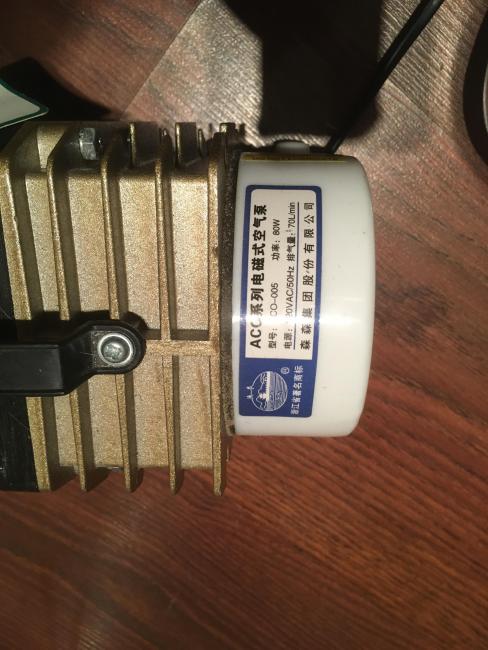 ACO系列电磁式空气泵
型号: CO-005 功率: 80W
电源: 20VAC/50Hz 排气量: 70L/min
森森集团股份有限公司
浙江省著名商标